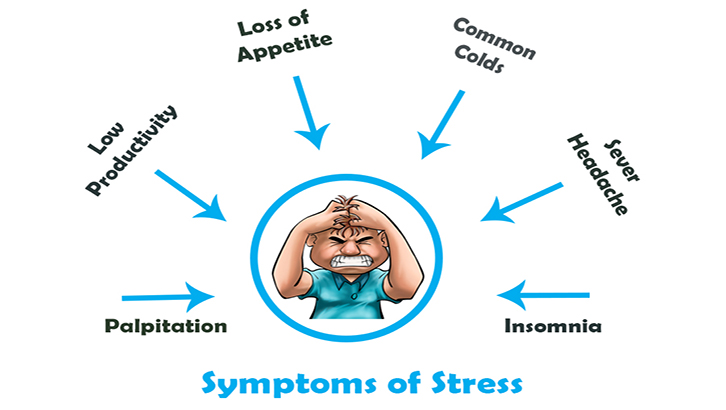 Loss of
Appetite
Common
Colds
Low
Productivity
Sever
Headache
Palpitation
Insomnia
Symptoms of Stress